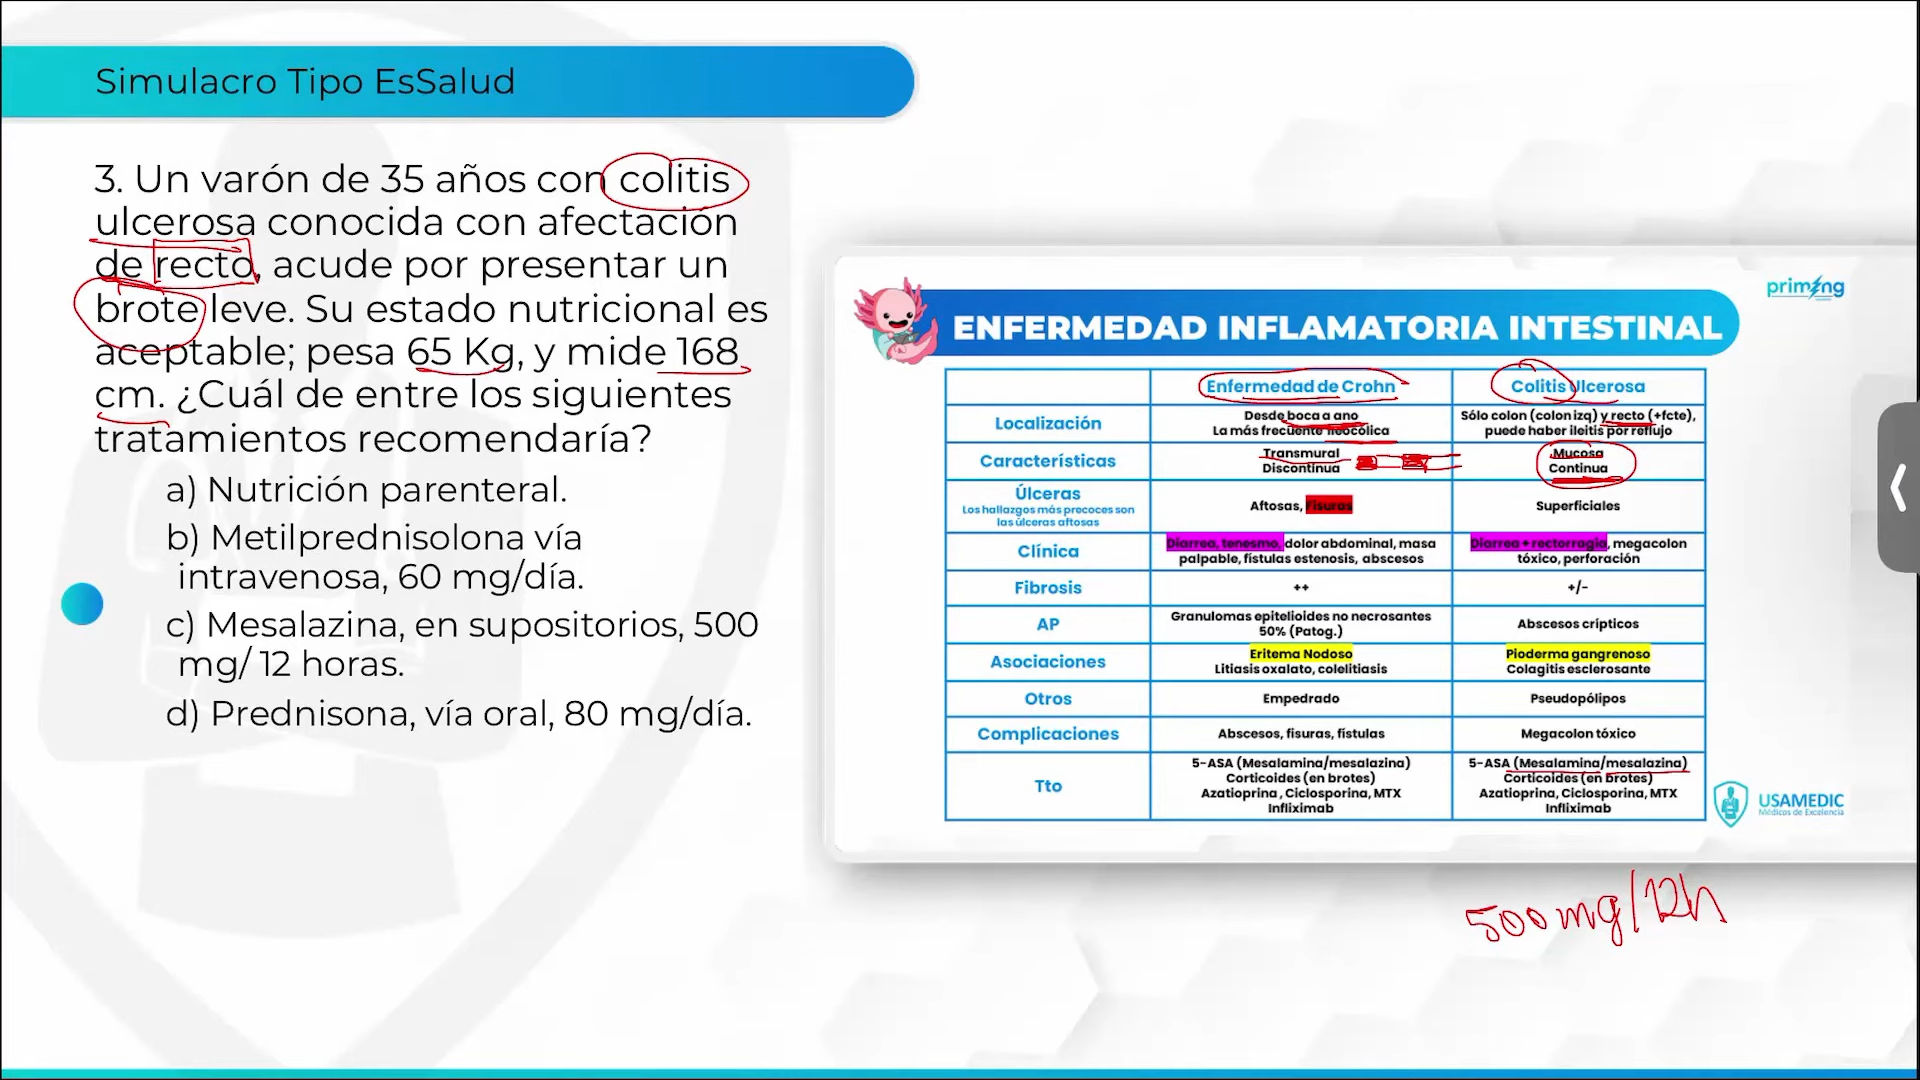 Simulacro Tipo EsSalud
3. Un varón de 35 años con colitis
ulcerosa conocida con afectación
de recto, acude por presentar un
brote leve. Su estado nutricional es
aceptable; pesa 65 Kg, y mide 168
cm. ¿Cuál de entre los siguientes
tratamientos recomendaría?
a) Nutrición parenteral.
b) Metilprednisolona vía
intravenosa, 60 mg/día.
c) Mesalazina, en supositorios, 500
mg/ 12 horas.
d) Prednisona, vía oral, 80 mg/día.
priming
ENFERMEDAD INFLAMATORIA INTESTINAL
Enfermedad de Crohn
Colitis Ulcerosa
Localización
Desde boca a ano
La más frecuente ileocólica
Sólo colon (colon izq) y recto (+fcte),
puede haber ileitis por reflujo
Características
Transmural
Discontinua
Mucosa
Continua
Úlceras
Los hallazgos más precoces son
las úlceras aftosas
Aftosas, Fisuras
Superficiales
Clínica
Diarrea, tenesmo, dolor abdominal, masa
palpable, fístulas estenosis, abscesos
Diarrea + rectorragia, megacolon
tóxico, perforación
Fibrosis
++
+/-
AP
Granulomas epitelioides no necrosantes
50% (Patog.)
Abscesos crípticos
Asociaciones
Eritema Nodoso
Litiasis oxalato, colelitiasis
Pioderma gangrenoso
Colagitis esclerosante
Otros
Empedrado
Pseudopólipos
Complicaciones
Abscesos, fisuras, fístulas
Megacolon tóxico
Tto
5-ASA (Mesalamina/mesalazina)
Corticoides (en brotes)
Azatioprina , Ciclosporina, MTX
Infliximab
5-ASA (Mesalamina/mesalazina)
Corticoides (en brotes)
Azatioprina, Ciclosporina, MTX
Infliximab
USAMEDIC
Médicos de Excelencia
500 mg/12h